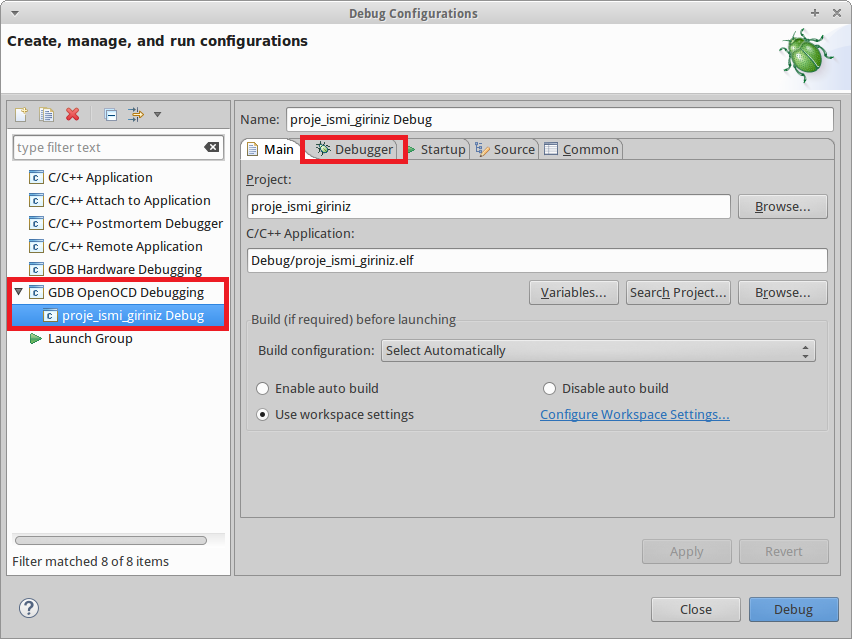 Debug Configurations
Create, manage, and run configurations
type filter text
C/C++ Application
C/C++ Attach to Application
C/C++ Postmortem Debugger
C/C++ Remote Application
GDB Hardware Debugging
GDB OpenOCD Debugging
proje_ismi_giriniz Debug
Launch Group
Filter matched 8 of 8 items
Name: proje_ismi_giriniz Debug
Main Debugger Startup Source Common
Project:
proje_ismi_giriniz Browse...
C/C++ Application:
Debug/proje_ismi_giriniz.elf
Variables... Search Project... Browse...
Build (if required) before launching
Build configuration: Select Automatically
Enable auto build Disable auto build
Use workspace settings Configure Workspace Settings...
Apply Revert
? Close Debug